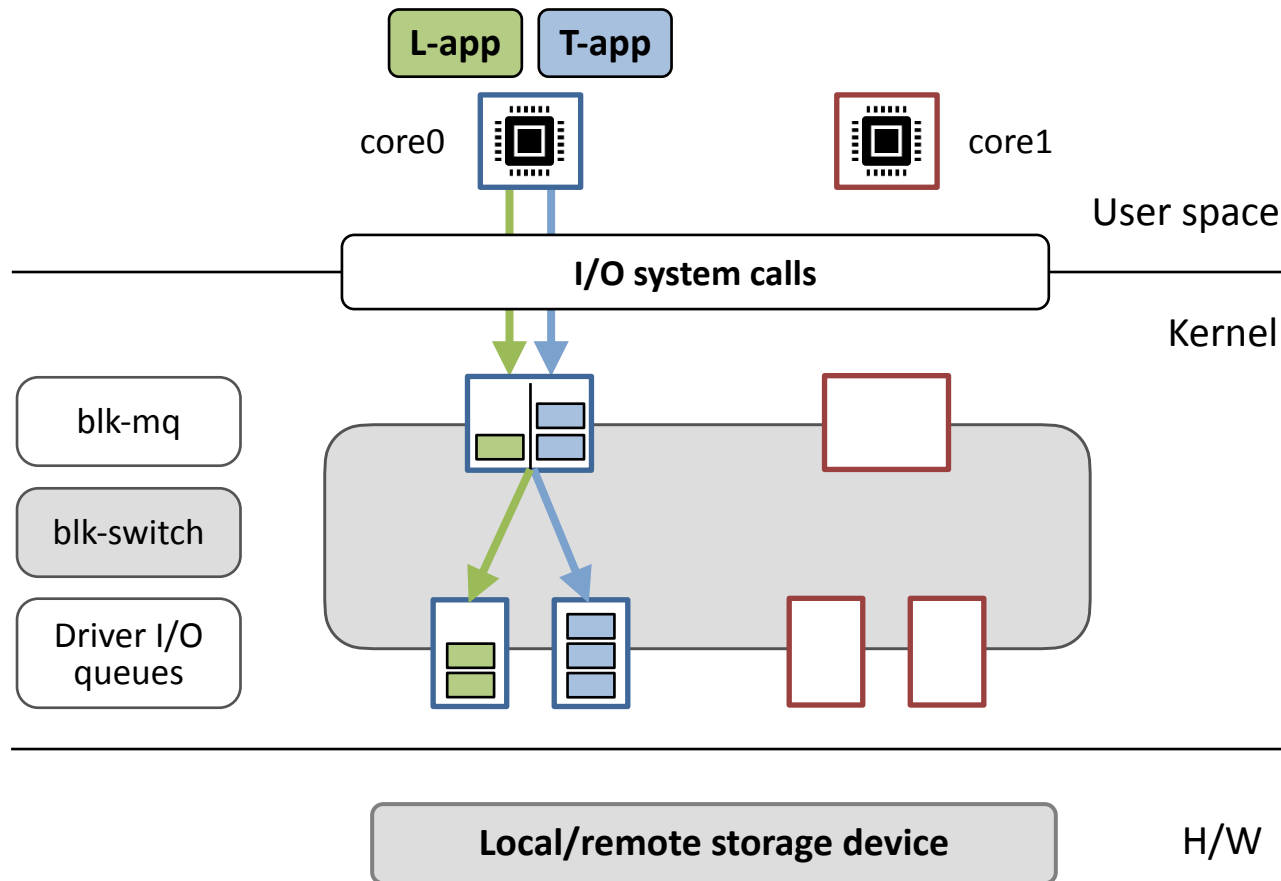 L-app
T-app
core0
core1
User space
I/O system calls
Kernel
blk-mq
blk-switch
Driver I/O
queues
Local/remote storage device
H/W